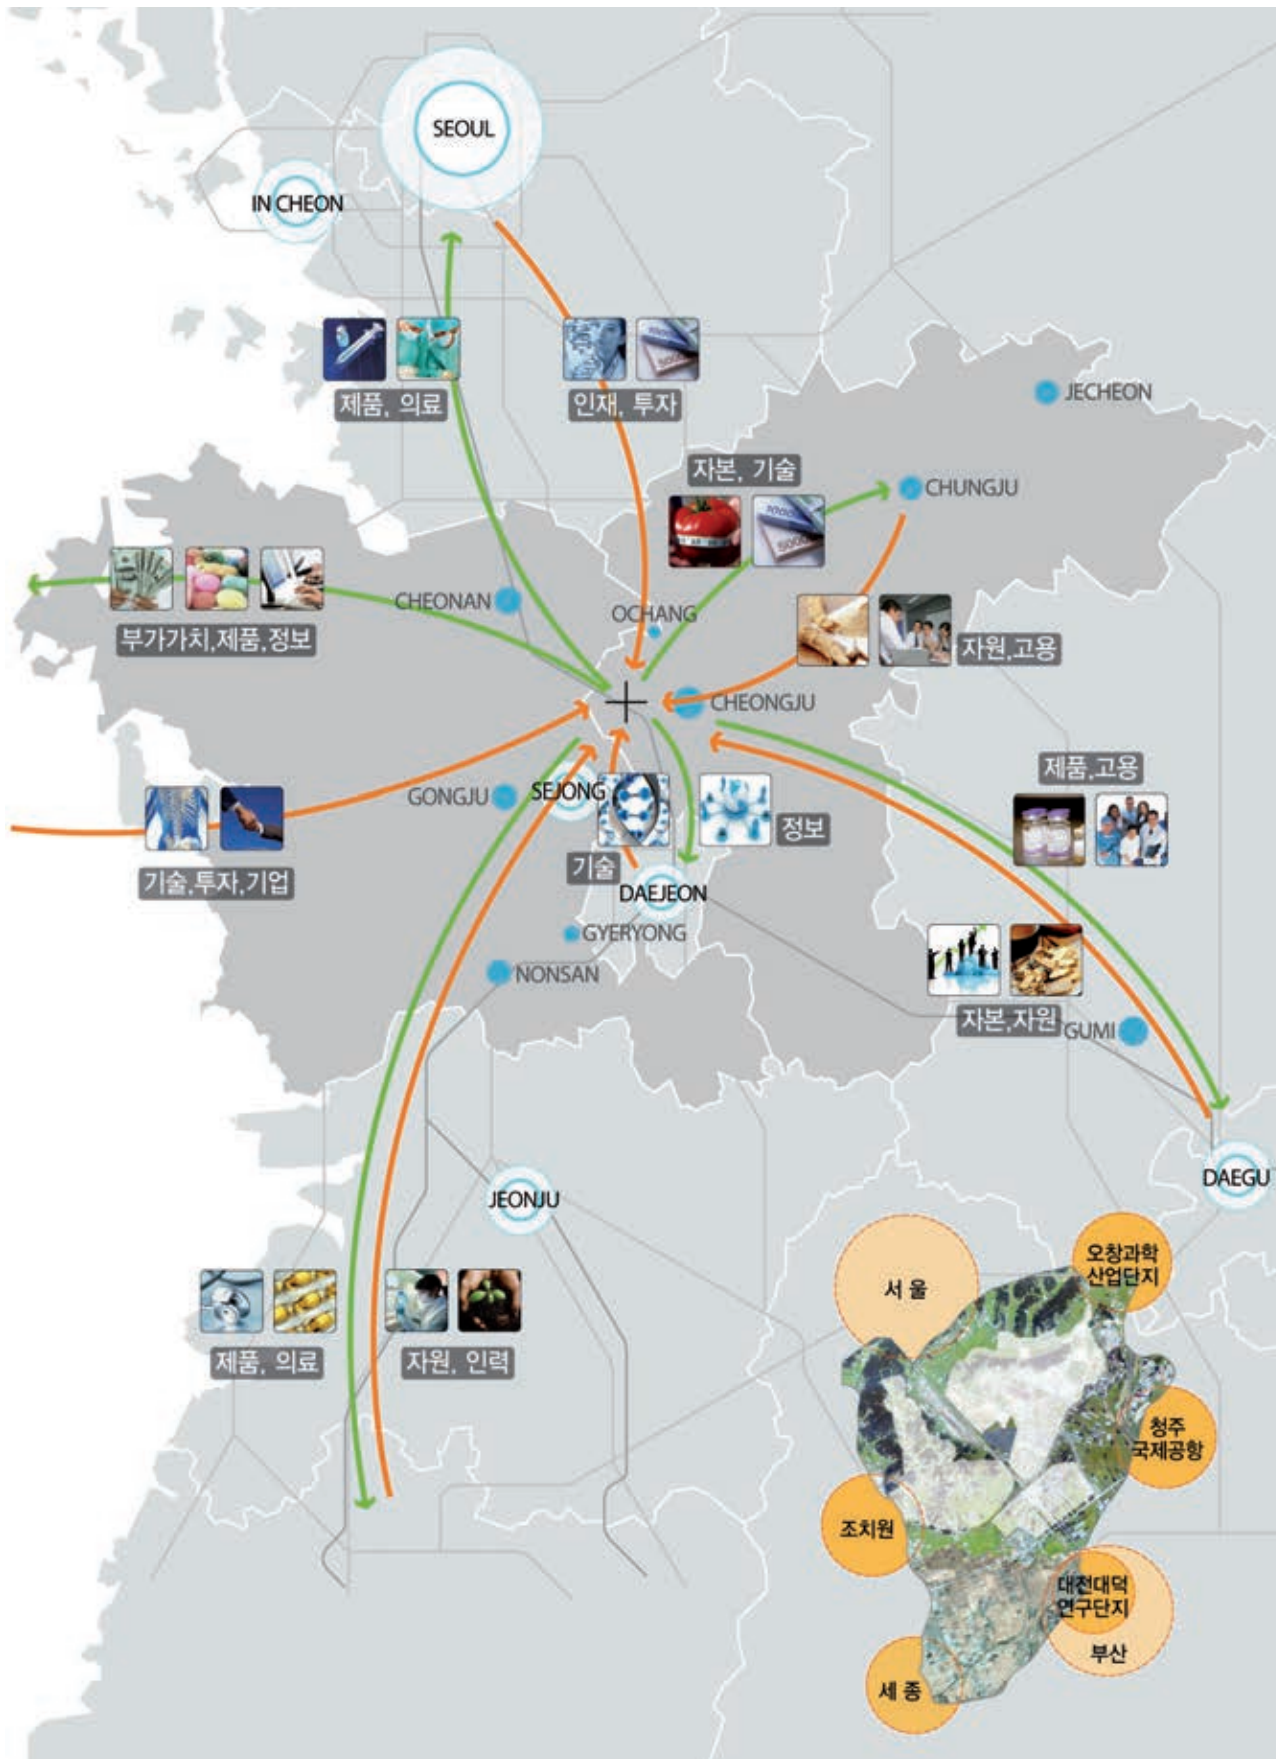 SEOUL
IN CHEON
제품, 의료
인재, 투자
JECHEON
자본, 기술
CHUNGJU
CHEONAN
OCHANG
부가가치,제품,정보
자원,고용
CHEONGJU
제품,고용
GONGJU
SEJONG
정보
기술
기술,투자,기업
DAEJEON
GYERYONG
NONSAN
자본,자원
GUMI
DAEGU
JEONJU
제품, 의료
자원, 인력
서 울
오창과학
산업단지
청주
국제공항
조치원
대전대덕
연구단지
부산
세 종